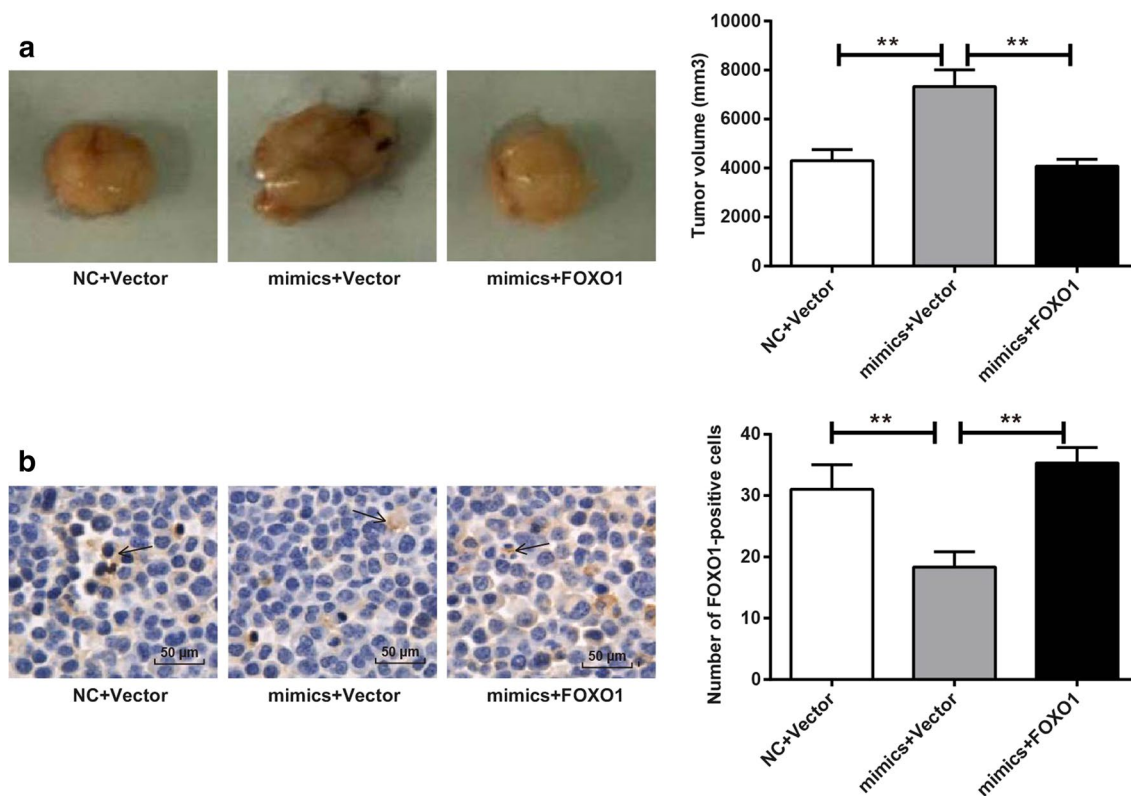 a
NC+Vector
mimics+Vector
mimics+FOXO1
Tumor volume (mm3)
10000
8000
6000
4000
2000
0
**
**
NC+Vector
mimics+Vector
mimics+FOXO1
b
50 μm
50 μm
50 μm
NC+Vector
mimics+Vector
mimics+FOXO1
Number of FOXO1-positive cells
40
30
20
10
0
**
**
NC+Vector
mimics+Vector
mimics+FOXO1